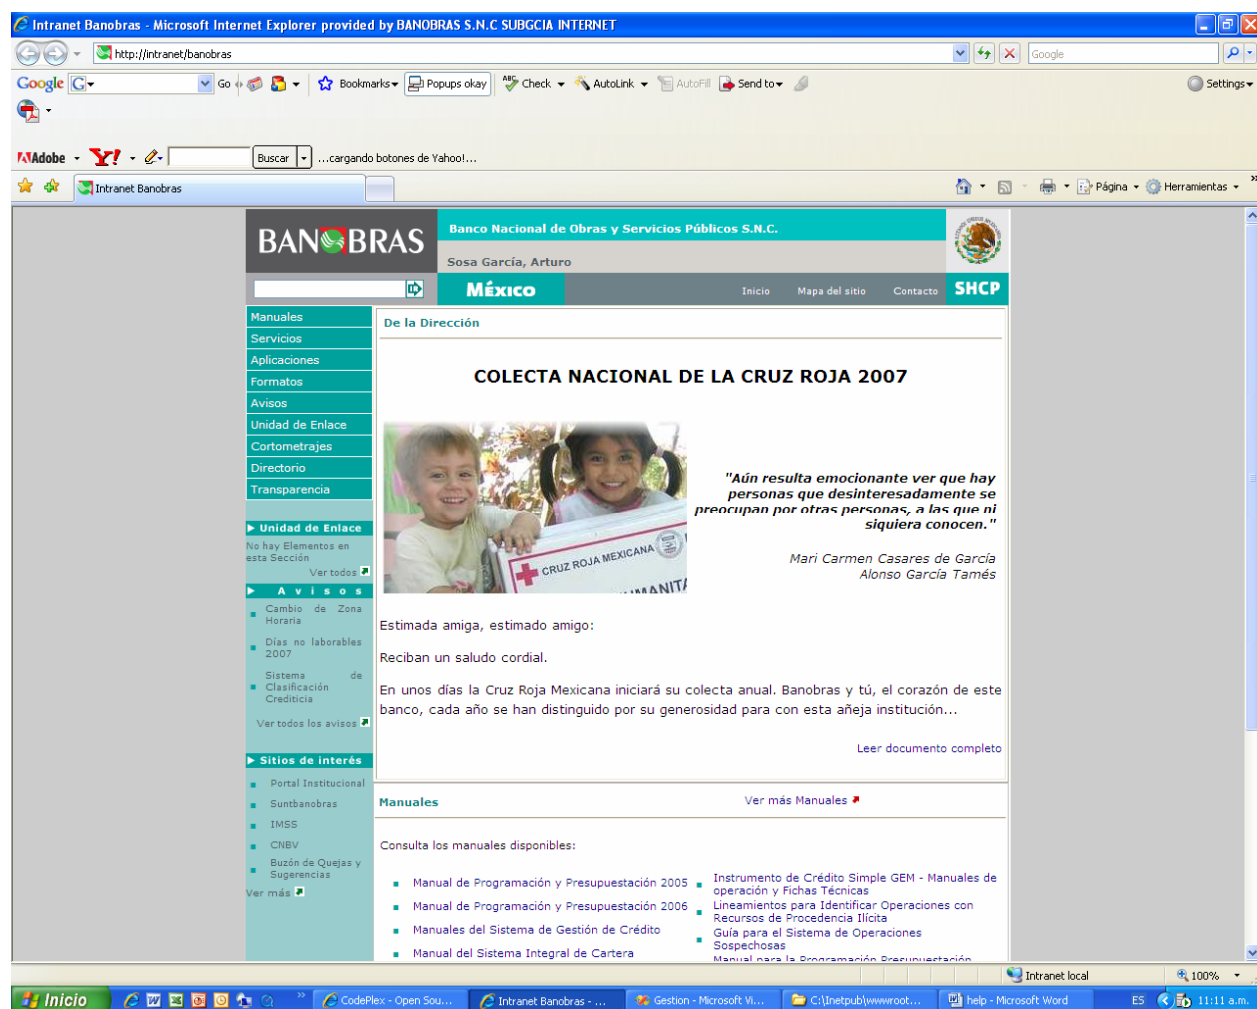 Intranet Banobras - Microsoft Internet Explorer provided by BANOBRAS S.N.C SUBGCIA INTERNET
http://intranet/banobras
Google
Google G Go Bookmarks Popups okay Check AutoLink AutoFill Send to Settings
Adobe Y! Buscar ...cargando botones de Yahoo!...
Intranet Banobras
Página Herramientas
BANOBRAS
Banco Nacional de Obras y Servicios Públicos S.N.C.
Sosa García, Arturo
México Inicio Mapa del sitio Contacto SHCP
Manuales
Servicios
Aplicaciones
Formatos
Avisos
Unidad de Enlace
Cortometrajes
Directorio
Transparencia
Unidad de Enlace
No hay Elementos en
esta Sección
Ver todos
Avisos
Cambio de Zona
Horaria
Días no laborables
2007
Sistema de
Clasificación
Crediticia
Ver todos los avisos
Sitios de interés
Portal Institucional
Suntbanobras
IMSS
CNBV
Buzón de Quejas y
Sugerencias
Ver más
De la Dirección
COLECTA NACIONAL DE LA CRUZ ROJA 2007
CRUZ ROJA MEXICANA
"Aún resulta emocionante ver que hay
personas que desinteresadamente se
preocupan por otras personas, a las que ni
siquiera conocen."
Mari Carmen Casares de García
Alonso García Tamés
Estimada amiga, estimado amigo:
Reciban un saludo cordial.
En unos días la Cruz Roja Mexicana iniciará su colecta anual. Banobras y tú, el corazón de este
banco, cada año se han distinguido por su generosidad para con esta añeja institución...
Leer documento completo
Manuales
Ver más Manuales
Consulta los manuales disponibles:
Manual de Programación y Presupuestación 2005
Manual de Programación y Presupuestación 2006
Manuales del Sistema de Gestión de Crédito
Manual del Sistema Integral de Cartera
Instrumento de Crédito Simple GEM - Manuales de
operación y Fichas Técnicas
Lineamientos para Identificar Operaciones con
Recursos de Procedencia Ilícita
Guía para el Sistema de Operaciones
Sospechosas
Manual para la Programación Presupuestación
Intranet local 100%
Inicio CodePlex - Open Sou... Intranet Banobras - ... Gestion - Microsoft Vi... C:\Inetpub\wwwroot... help - Microsoft Word ES 11:11 a.m.